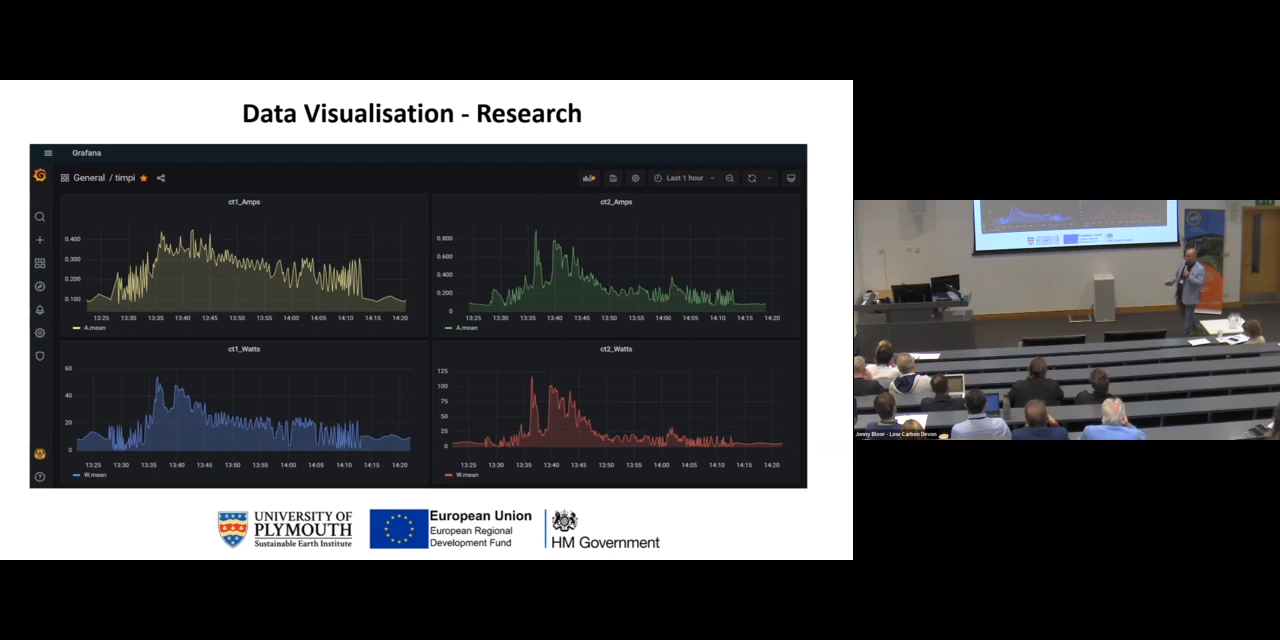 Data Visualisation - Research
Grafana
General / timpi
Last 1 hour
ct1_Amps
0.400
0.300
0.200
0.100
13:25 13:30 13:35 13:40 13:45 13:50 13:55 14:00 14:05 14:10 14:15 14:20
A.mean
ct2_Amps
0.800
0.600
0.400
0.200
0
13:25 13:30 13:35 13:40 13:45 13:50 13:55 14:00 14:05 14:10 14:15 14:20
A.mean
ct1_Watts
60
40
20
0
13:25 13:30 13:35 13:40 13:45 13:50 13:55 14:00 14:05 14:10 14:15 14:20
W.mean
ct2_Watts
125
100
75
50
25
0
13:25 13:30 13:35 13:40 13:45 13:50 13:55 14:00 14:05 14:10 14:15 14:20
W.mean
UNIVERSITY OF
PLYMOUTH
Sustainable Earth Institute
European Union
European Regional
Development Fund
HM Government
Jonny Bloor - Low Carbon Devon